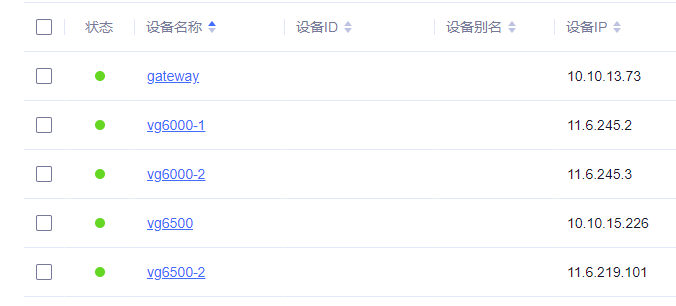 状态 设备名称 设备ID 设备别名 设备IP
gateway 10.10.13.73
vg6000-1 11.6.245.2
vg6000-2 11.6.245.3
vg6500 10.10.15.226
vg6500-2 11.6.219.101